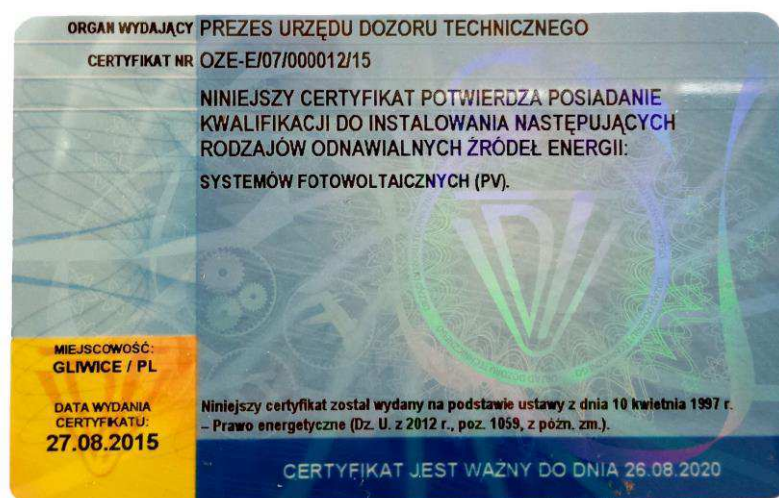 ORGAN WYDAJĄCY PREZES URZĘDU DOZORU TECHNICZNEGO
CERTYFIKAT NR OZE-E/07/000012/15
NINIEJSZY CERTYFIKAT POTWIERDZA POSIADANIE
KWALIFIKACJI DO INSTALOWANIA NASTĘPUJĄCYCH
RODZAJÓW ODNAWIALNYCH ŹRÓDEŁ ENERGII:
SYSTEMÓW FOTOWOLTAICZNYCH (PV).
MIEJSCOWOŚĆ:
GLIWICE / PL
DATA WYDANIA
CERTYFIKATU:
27.08.2015
Niniejszy certyfikat został wydany na podstawie ustawy z dnia 10 kwietnia 1997 r.
– Prawo energetyczne (Dz. U. z 2012 r., poz. 1059, z późn. zm.).
CERTYFIKAT JEST WAŻNY DO DNIA 26.08.2020